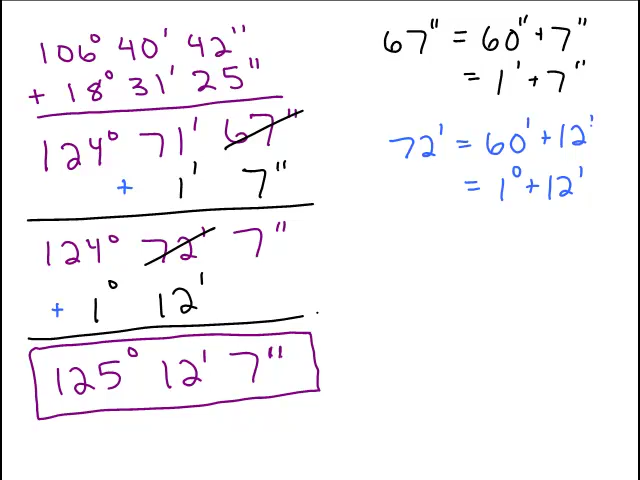 106° 40' 42"
+ 18° 31' 25"
124° 71' 67"
+ 1' 7"
124° 72' 7"
+ 1° 12'
125° 12' 7"
67" = 60" + 7"
= 1' + 7"
72' = 60' + 12'
= 1° + 12'